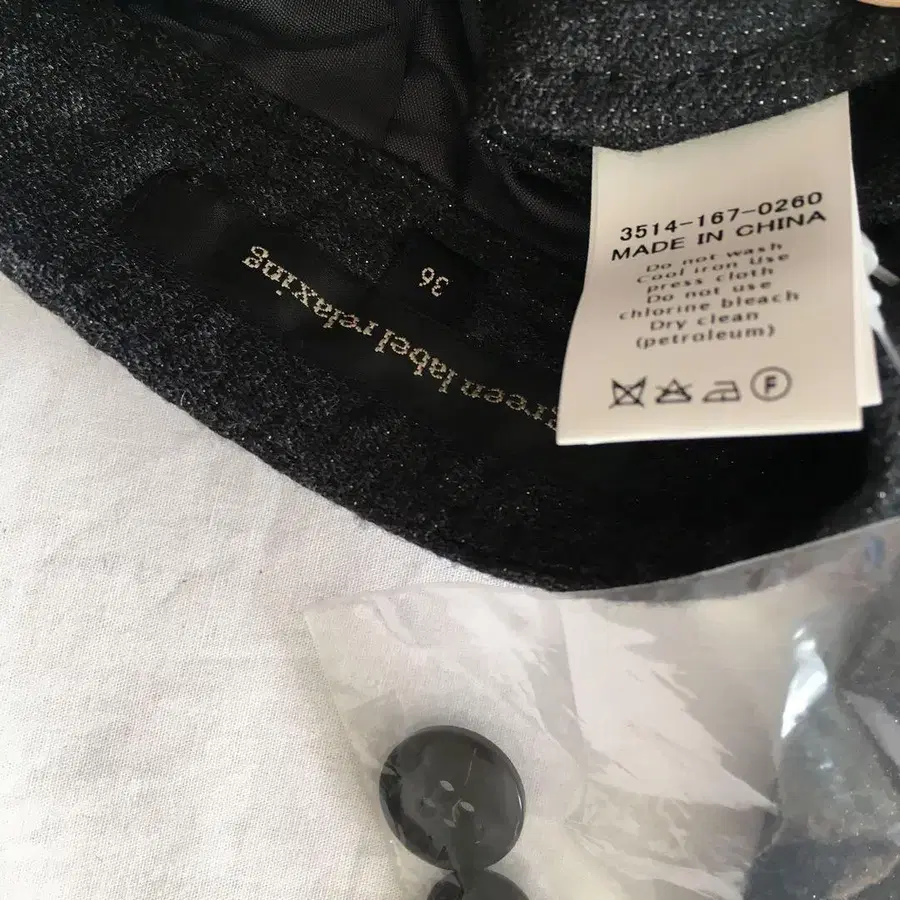 green label relaxing
36
3514-167-0260
MADE IN CHINA
Do not wash
Cool iron Use
press cloth
Do not use
chlorine bleach
Dry clean
(petroleum)
F